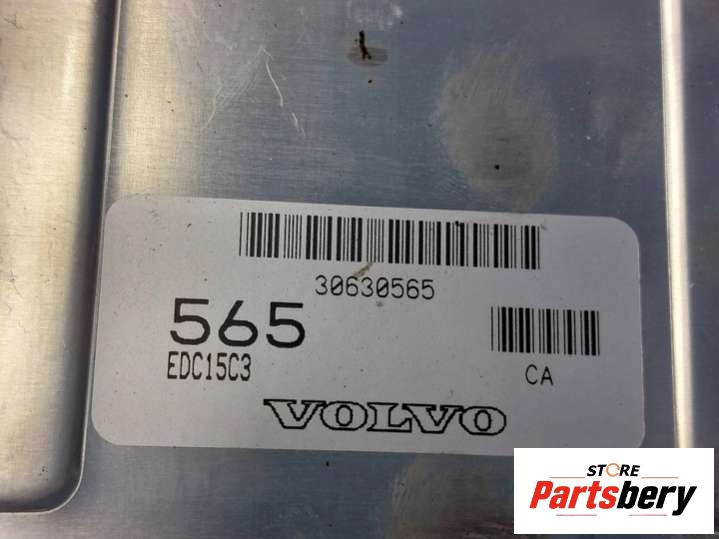 30630565
565
EDC15C3
CA
VOLVO
STORE
Partsbery